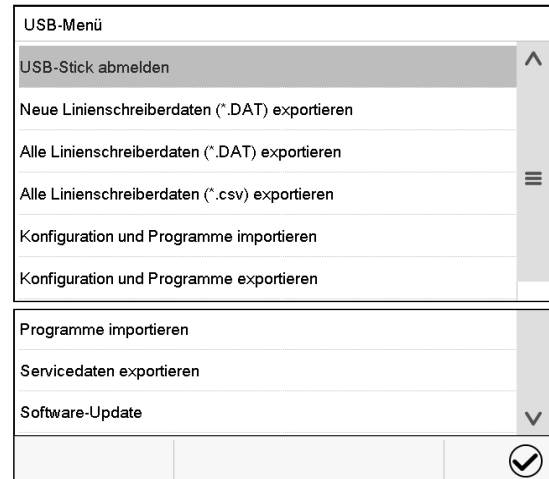 USB-Menü
USB-Stick abmelden
Neue Linienschreiberdaten (*.DAT) exportieren
Alle Linienschreiberdaten (*.DAT) exportieren
Alle Linienschreiberdaten (*.csv) exportieren
Konfiguration und Programme importieren
Konfiguration und Programme exportieren
Programme importieren
Servicedaten exportieren
Software-Update